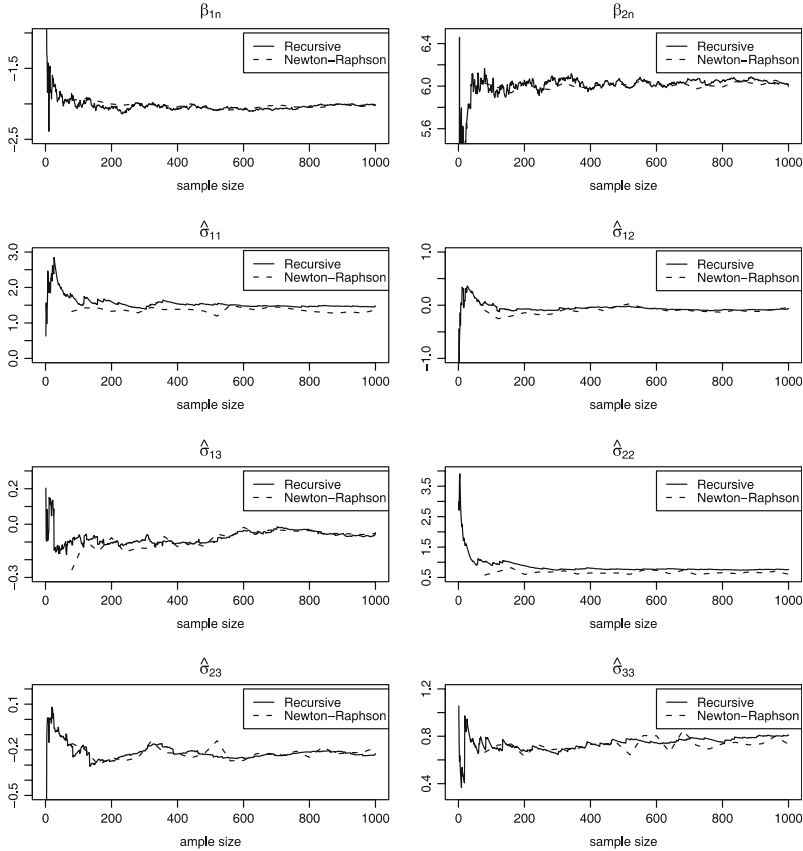 β1n
−1.5
−2.5
Recursive
Newton−Raphson
0 200 400 600 800 1000
sample size
β2n
6.4
6.0
5.6
Recursive
Newton−Raphson
0 200 400 600 800 1000
sample size
σ̂11
3.0
2.0
1.0
0.0
Recursive
Newton−Raphson
0 200 400 600 800 1000
sample size
σ̂12
1.0
0.0
−1.0
Recursive
Newton−Raphson
0 200 400 600 800 1000
sample size
σ̂13
0.2
0.0
−0.3
Recursive
Newton−Raphson
0 200 400 600 800 1000
sample size
σ̂22
3.5
2.5
1.5
0.5
Recursive
Newton−Raphson
0 200 400 600 800 1000
sample size
σ̂23
0.1
−0.2
−0.5
Recursive
Newton−Raphson
0 200 400 600 800 1000
ample size
σ̂33
1.2
0.8
0.4
Recursive
Newton−Raphson
0 200 400 600 800 1000
sample size